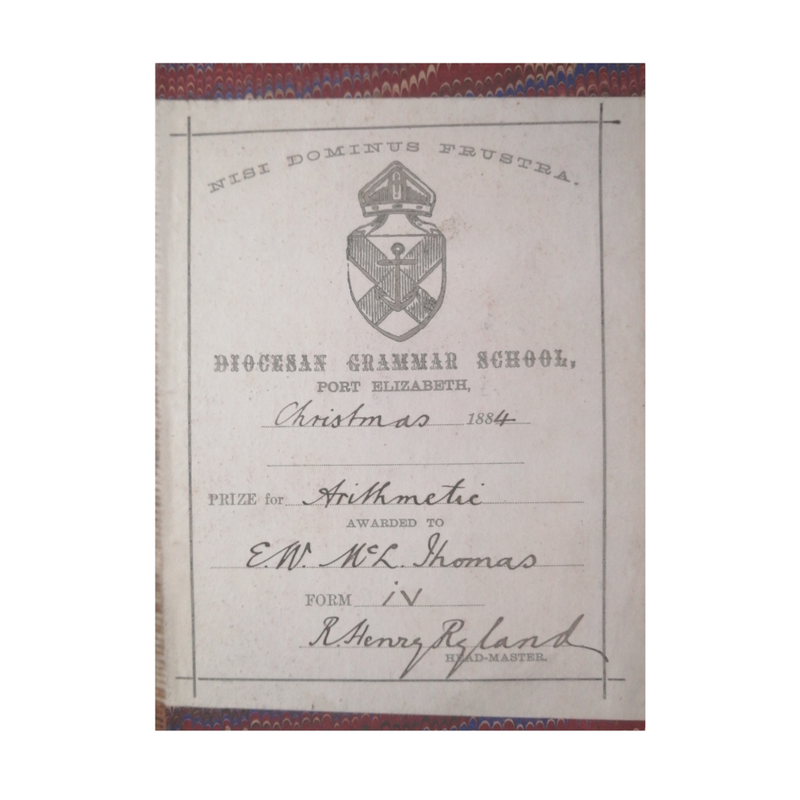 NISI DOMINUS FRUSTRA.
DIOCESAN GRAMMAR SCHOOL,
PORT ELIZABETH,
Christmas 1884
PRIZE for Arithmetic
AWARDED TO
E. W. McL. Thomas
FORM iv
R. Henry Ryland
HEAD-MASTER.